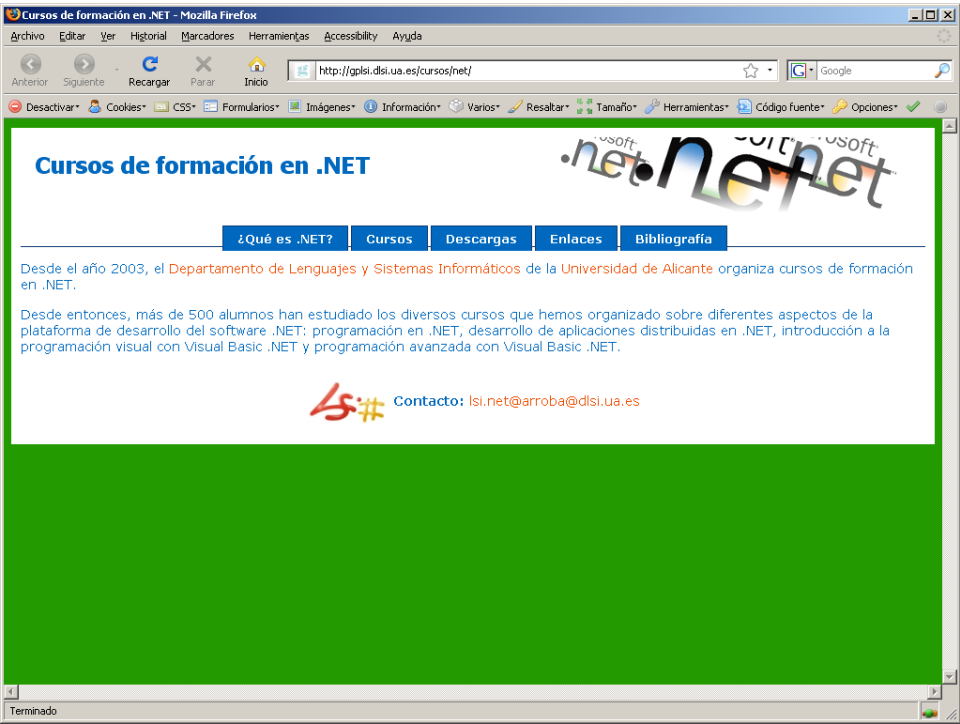 Cursos de formación en .NET - Mozilla Firefox
Archivo Editar Ver Historial Marcadores Herramientas Accessibility Ayuda
Anterior Siguiente Recargar Parar Inicio http://gplsi.dlsi.ua.es/cursos/net/ G Google
Desactivar Cookies CSS Formularios Imágenes Información Varios Resaltar Tamaño Herramientas Código fuente Opciones
Cursos de formación en .NET
.net .net net
¿Qué es .NET? Cursos Descargas Enlaces Bibliografía
Desde el año 2003, el Departamento de Lenguajes y Sistemas Informáticos de la Universidad de Alicante organiza cursos de formación
en .NET.
Desde entonces, más de 500 alumnos han estudiado los diversos cursos que hemos organizado sobre diferentes aspectos de la
plataforma de desarrollo del software .NET: programación en .NET, desarrollo de aplicaciones distribuidas en .NET, introducción a la
programación visual con Visual Basic .NET y programación avanzada con Visual Basic .NET.
Contacto: lsi.net@arroba@dlsi.ua.es
Terminado